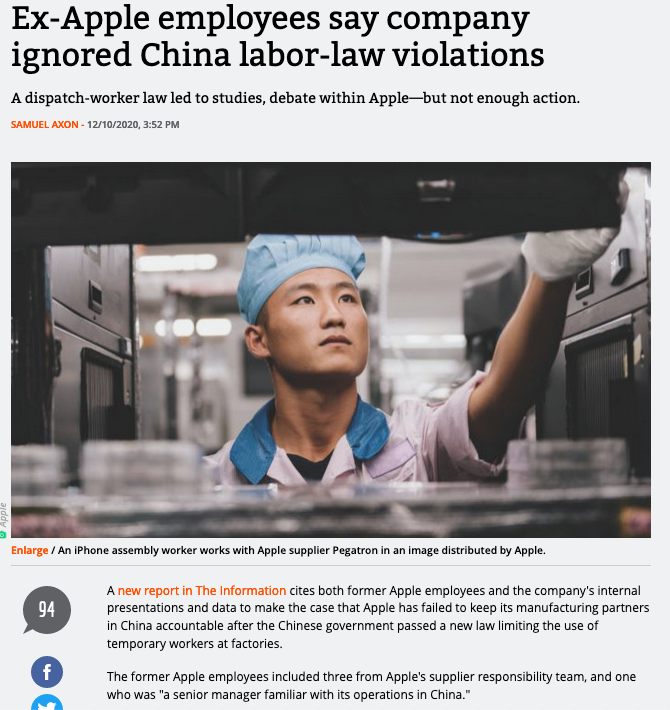 Ex-Apple employees say company
ignored China labor-law violations
A dispatch-worker law led to studies, debate within Apple—but not enough action.
SAMUEL AXON - 12/10/2020, 3:52 PM
Apple
Enlarge / An iPhone assembly worker works with Apple supplier Pegatron in an image distributed by Apple.
94
A new report in The Information cites both former Apple employees and the company's internal
presentations and data to make the case that Apple has failed to keep its manufacturing partners
in China accountable after the Chinese government passed a new law limiting the use of
temporary workers at factories.
The former Apple employees included three from Apple's supplier responsibility team, and one
who was "a senior manager familiar with its operations in China."